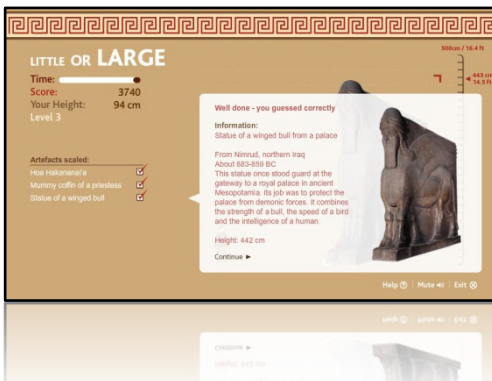 LITTLE OR LARGE
Time:
Score: 3740
Your Height: 94 cm
Level 3
Artefacts scaled:
Hoa Hakananai'a
Mummy coffin of a priestess
Statue of a winged bull
500cm / 16.4 ft
443 cm
14.5 ft
Well done - you guessed correctly
Information:
Statue of a winged bull from a palace
From Nimrud, northern Iraq
About 883-859 BC
This statue once stood guard at the
gateway to a royal palace in ancient
Mesopotamia. Its job was to protect the
palace from demonic forces. It combines
the strength of a bull, the speed of a bird
and the intelligence of a human.
Height: 442 cm
Continue ►
Help ? | Mute | Exit